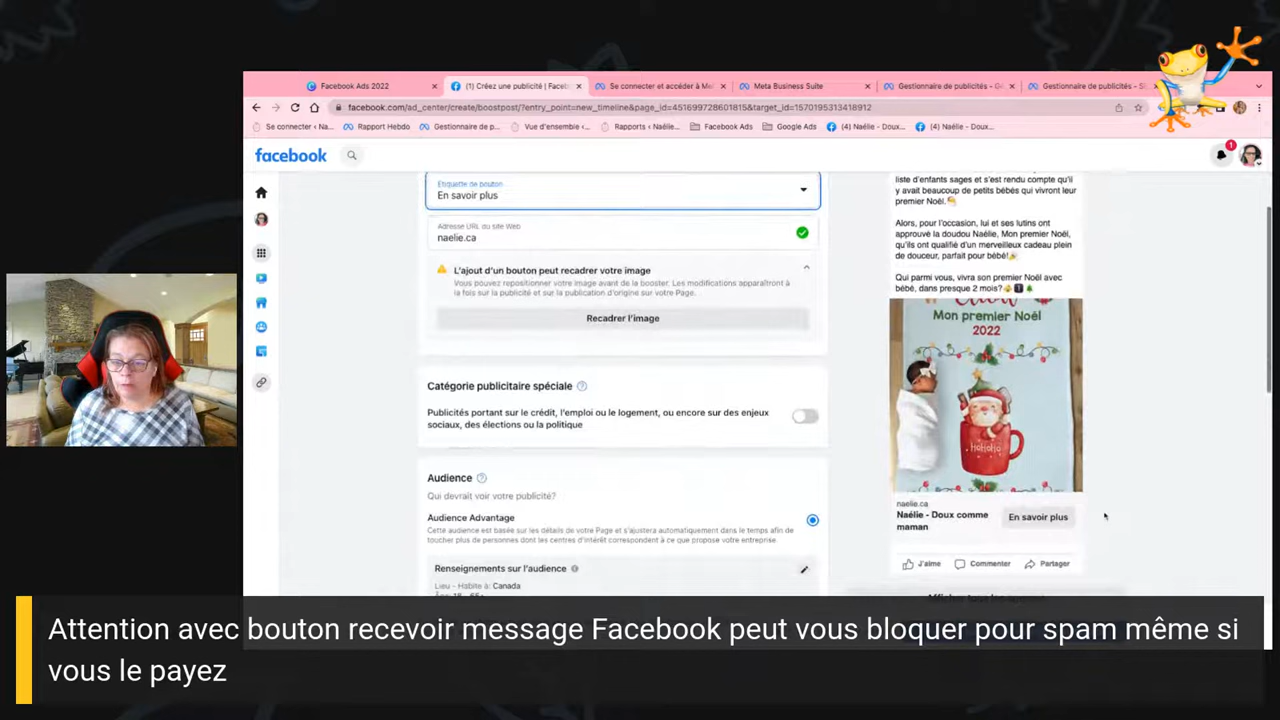 Facebook Ads 2022
(1) Créez une publicité | Faceb
Se connecter et accéder à Me
Meta Business Suite
Gestionnaire de publicités - G
Gestionnaire de publicités - S
facebook.com/ad_center/create/boostpost/?entry_point=new_timeline&page_id=451699728601815&target_id=1570195313418912
Se connecter ‹ Na...
Rapport Hebdo
Gestionnaire de p...
Vue d'ensemble ‹...
Rapports ‹ Naélie...
Facebook Ads
Google Ads
(4) Naélie - Doux...
(4) Naélie - Doux...
facebook
1
Étiquette de bouton
En savoir plus
Adresse URL du site Web
naelie.ca
L'ajout d'un bouton peut recadrer votre image
Vous pouvez repositionner votre image avant de la booster. Les modifications apparaîtront à
la fois sur la publicité et sur la publication d'origine sur votre Page.
Recadrer l'image
Catégorie publicitaire spéciale
Publicités portant sur le crédit, l'emploi ou le logement, ou encore sur des enjeux
sociaux, des élections ou la politique
Audience
Qui devrait voir votre publicité?
Audience Advantage
Cette audience est basée sur les détails de votre Page et s'ajustera automatiquement dans le temps afin de
toucher plus de personnes dont les centres d'intérêt correspondent à ce que propose votre entreprise.
Renseignements sur l'audience
Lieu - Habite à: Canada
liste d'enfants sages et s'est rendu compte qu'il
y avait beaucoup de petits bébés qui vivront leur
premier Noël.
Alors, pour l'occasion, lui et ses lutins ont
approuvé la doudou Naélie, Mon premier Noël,
qu'ils ont qualifié d'un merveilleux cadeau plein
de douceur, parfait pour bébé!
Qui parmi vous, vivra son premier Noël avec
bébé, dans presque 2 mois?
Mon premier Noël
2022
HoHoHo
naelie.ca
Naélie - Doux comme
maman
En savoir plus
J'aime
Commenter
Partager
Attention avec bouton recevoir message Facebook peut vous bloquer pour spam même si
vous le payez